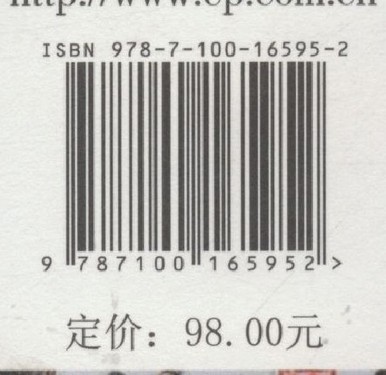 http://www.cp.com.cn
ISBN 978-7-100-16595-2
9 787100 165952 >
定价：98.00元